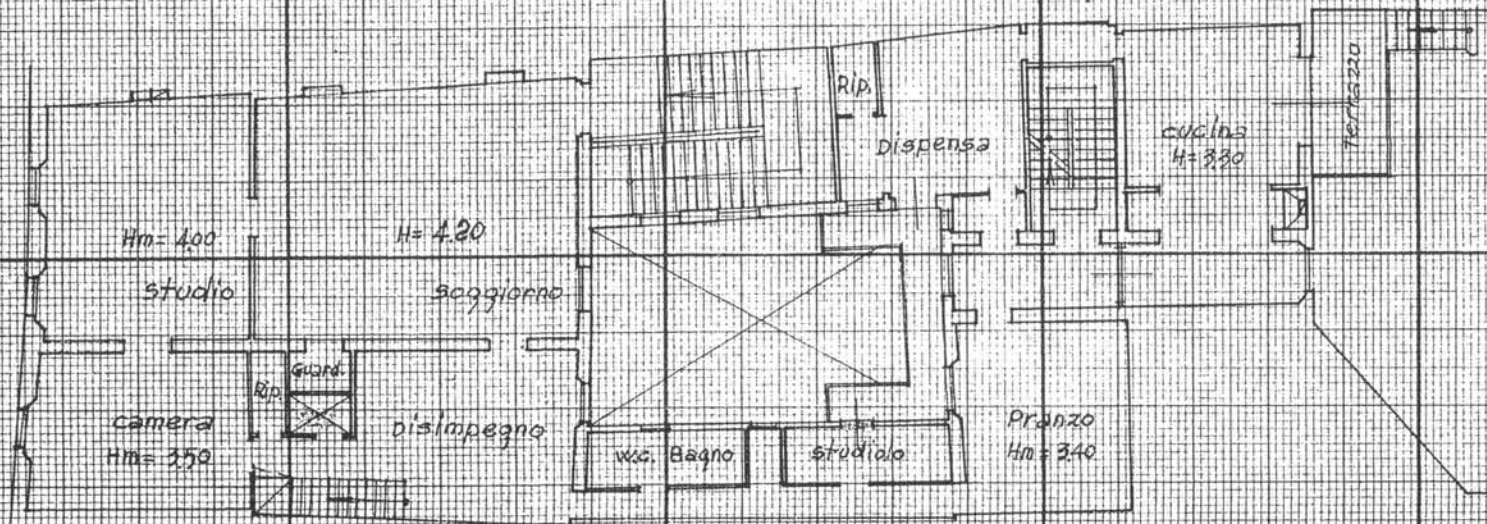 Rip.
Dispensa
cucina
H= 3.30
Terrazzo
Hm= 4.00
studio
H= 4.20
soggiorno
Guard.
Rip.
camera
Hm= 3.50
Disimpegno
w.c. Bagno
studiolo
Pranzo
Hm= 3.40